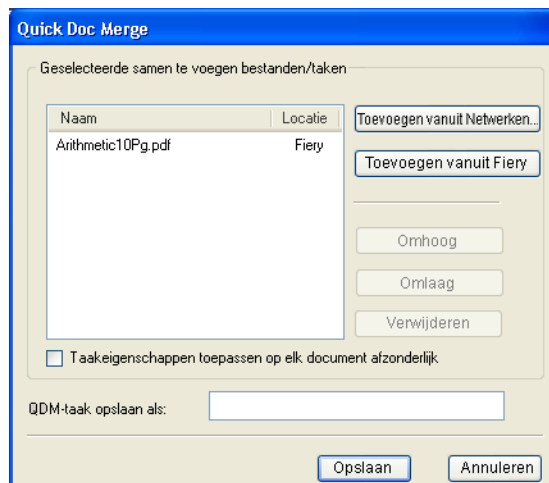 Quick Doc Merge
Geselecteerde samen te voegen bestanden/taken
Naam Locatie
Arithmetic10Pg.pdf Fiery
Toevoegen vanuit Netwerken...
Toevoegen vanuit Fiery
Omhoog
Omlaag
Verwijderen
Taakeigenschappen toepassen op elk document afzonderlijk
QDM-taak opslaan als:
Opslaan Annuleren